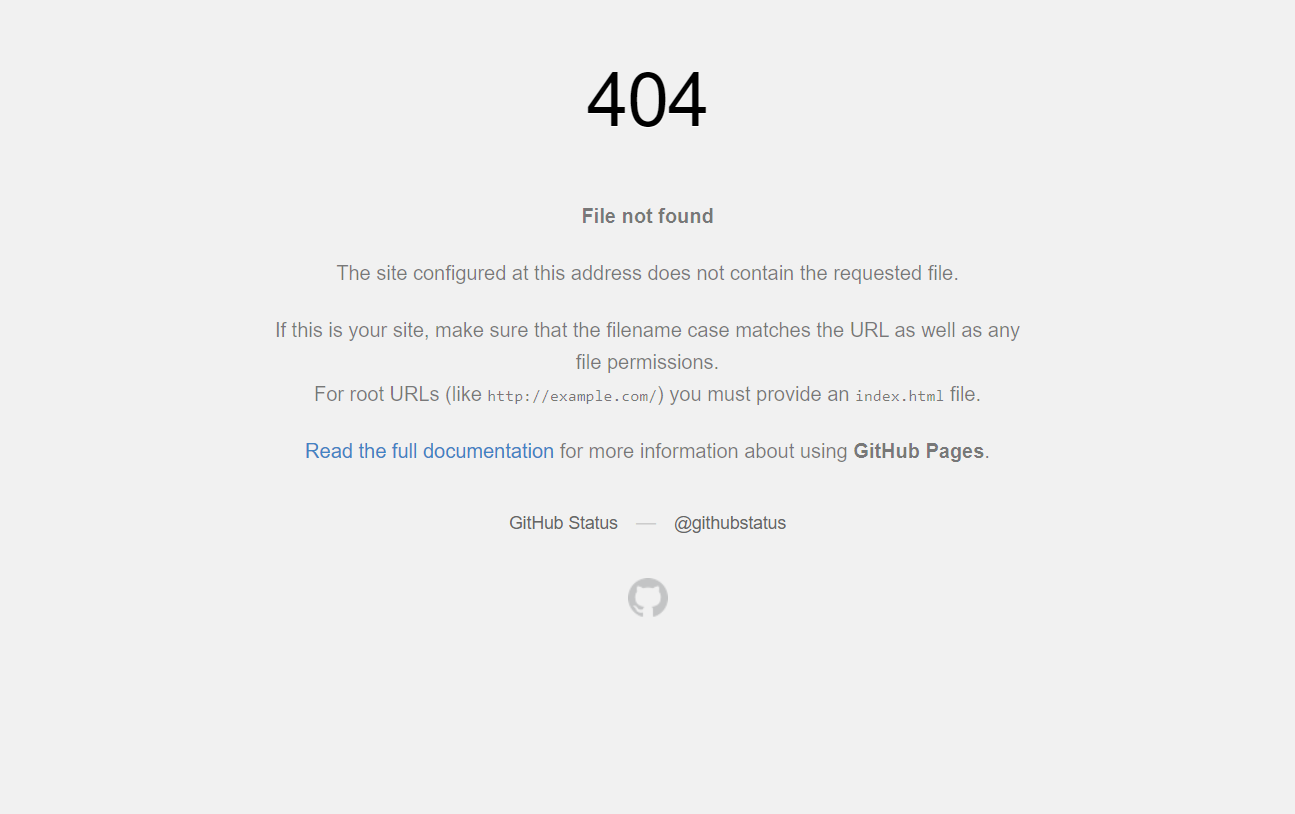 404
File not found
The site configured at this address does not contain the requested file.
If this is your site, make sure that the filename case matches the URL as well as any
file permissions.
For root URLs (like http://example.com/) you must provide an index.html file.
Read the full documentation for more information about using GitHub Pages.
GitHub Status — @githubstatus